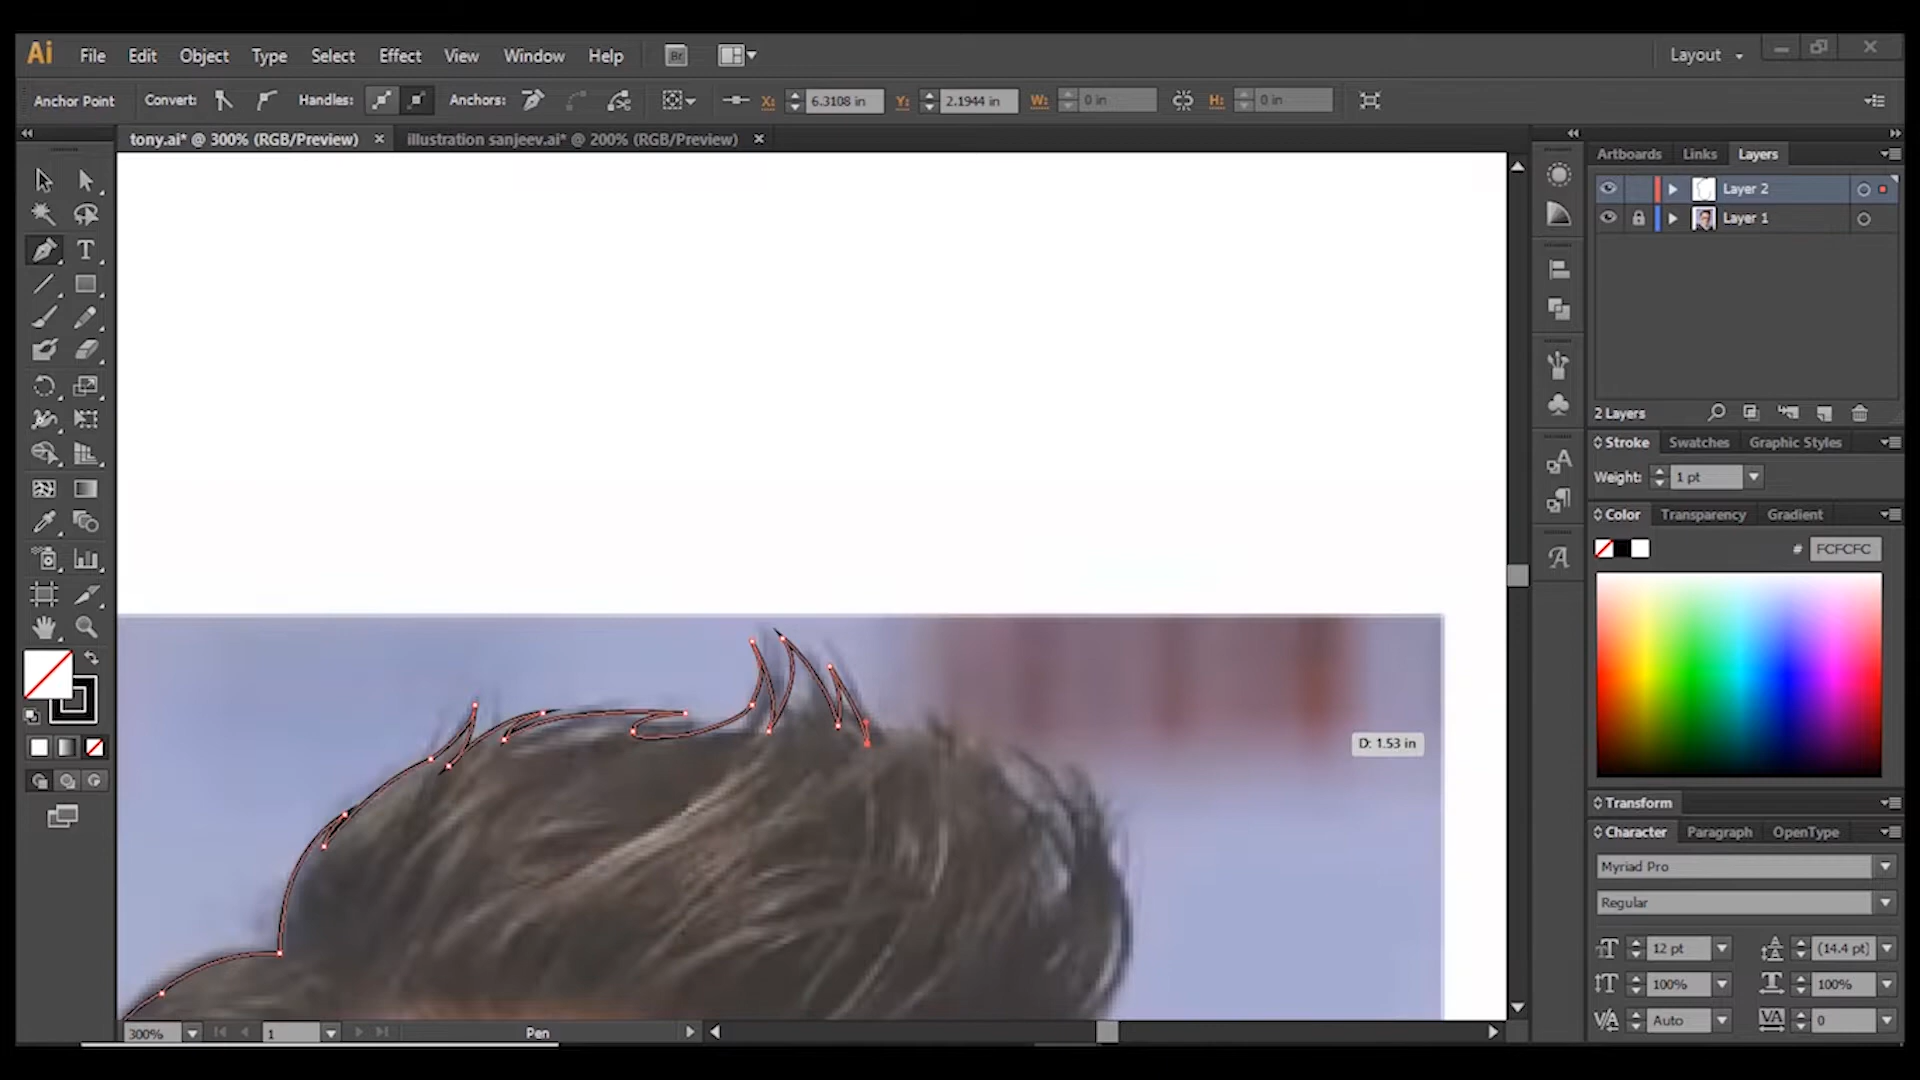 Ai File Edit Object Type Select Effect View Window Help Br Layout
Anchor Point Convert: Handles: Anchors: X: 6.3108 in Y: 2.1944 in W: 0 in H: 0 in
tony.ai* @ 300% (RGB/Preview) illustration sanjeev.ai* @ 200% (RGB/Preview)
Artboards Links Layers
Layer 2
Layer 1
2 Layers
Stroke Swatches Graphic Styles
Weight: 1 pt
Color Transparency Gradient
# FCFCFC
D: 1.53 in
Transform
Character Paragraph OpenType
Myriad Pro
Regular
12 pt (14.4 pt)
100% 100%
Auto 0
300% 1 Pen